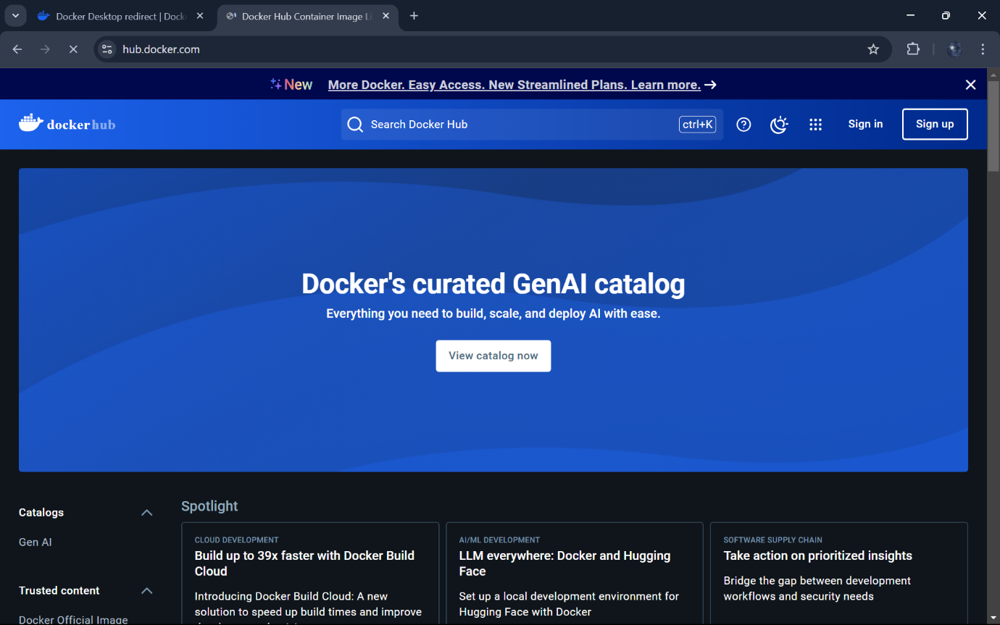 Docker Desktop redirect | Dock
Docker Hub Container Image Li
hub.docker.com
New More Docker. Easy Access. New Streamlined Plans. Learn more. →
docker hub
Search Docker Hub
ctrl+K
Sign in
Sign up
Docker's curated GenAI catalog
Everything you need to build, scale, and deploy AI with ease.
View catalog now
Catalogs
Gen AI
Trusted content
Docker Official Image
Spotlight
CLOUD DEVELOPMENT
Build up to 39x faster with Docker Build
Cloud
Introducing Docker Build Cloud: A new
solution to speed up build times and improve
AI/ML DEVELOPMENT
LLM everywhere: Docker and Hugging
Face
Set up a local development environment for
Hugging Face with Docker
SOFTWARE SUPPLY CHAIN
Take action on prioritized insights
Bridge the gap between development
workflows and security needs